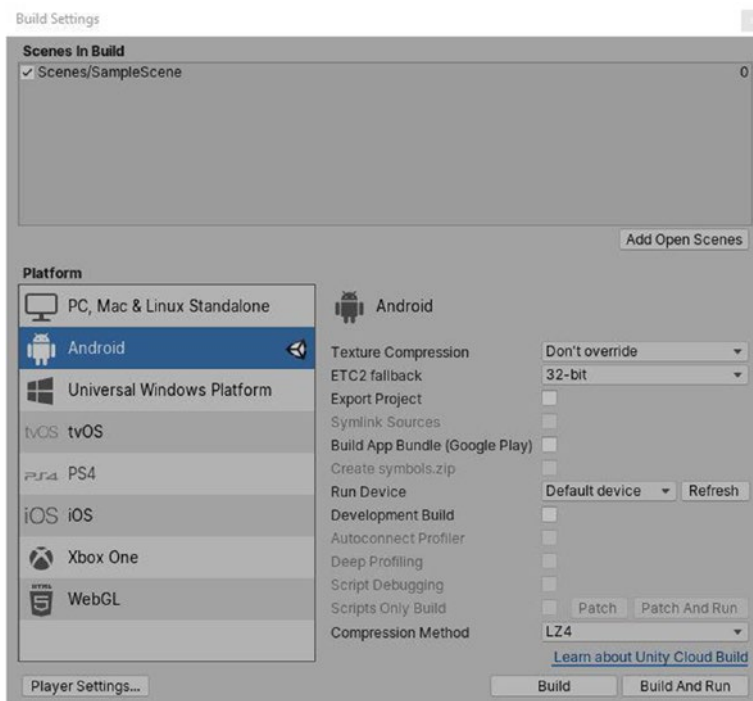 Build Settings
Scenes In Build
Scenes/SampleScene 0
Add Open Scenes
Platform
PC, Mac & Linux Standalone
Android
Universal Windows Platform
tvOS tvOS
PS4 PS4
iOS iOS
Xbox One
HTML 5 WebGL
Android
Texture Compression Don't override
ETC2 fallback 32-bit
Export Project
Symlink Sources
Build App Bundle (Google Play)
Create symbols.zip
Run Device Default device Refresh
Development Build
Autoconnect Profiler
Deep Profiling
Script Debugging
Scripts Only Build Patch Patch And Run
Compression Method LZ4
Learn about Unity Cloud Build
Player Settings... Build Build And Run